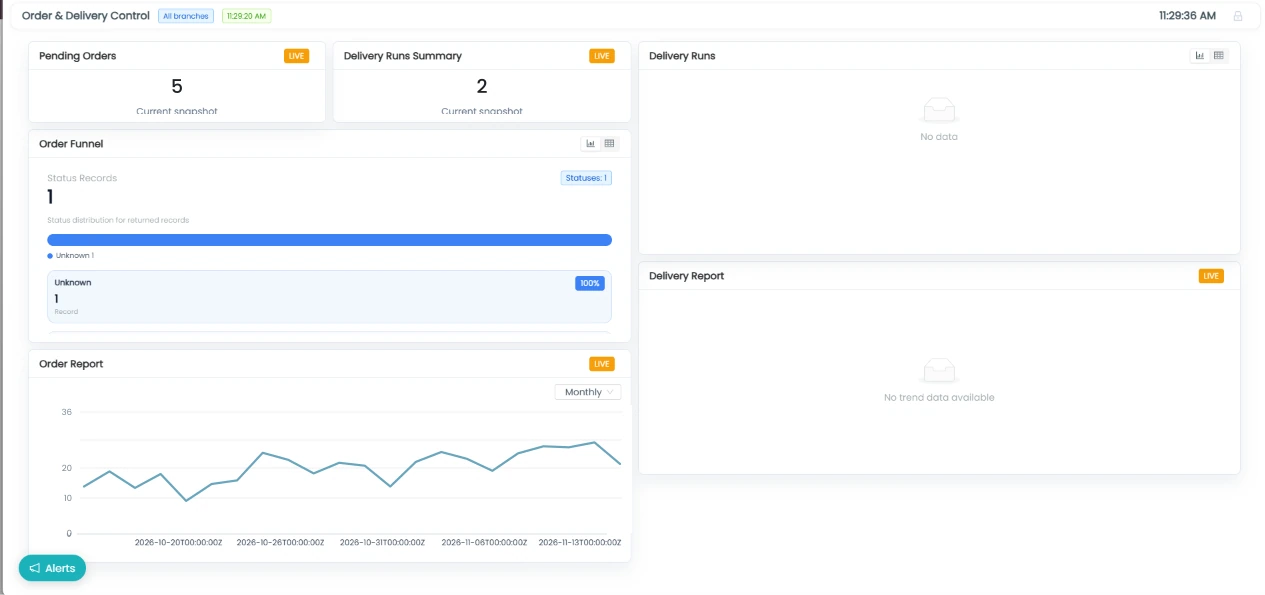 Order & Delivery Control
All branches
11:29:20 AM
11:29:36 AM
Pending Orders
LIVE
5
Current snapshot
Delivery Runs Summary
LIVE
2
Current snapshot
Delivery Runs
No data
Order Funnel
Status Records
Statuses: 1
1
Status distribution for returned records
Unknown 1
Unknown
100%
1
Record
Delivery Report
LIVE
No trend data available
Order Report
LIVE
Monthly
36
20
10
0
2026-10-20T00:00:00Z 2026-10-26T00:00:00Z 2026-10-31T00:00:00Z 2026-11-06T00:00:00Z 2026-11-13T00:00:00Z
Alerts